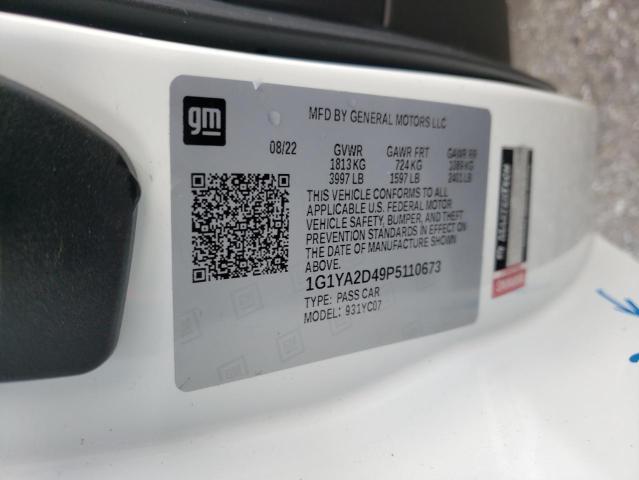 gm
MFD BY GENERAL MOTORS LLC
08/22 GVWR GAWR FRT GAWR RR
1813 KG 724 KG 1089 KG
3997 LB 1597 LB 2401 LB
THIS VEHICLE CONFORMS TO ALL
APPLICABLE U.S. FEDERAL MOTOR
VEHICLE SAFETY, BUMPER, AND THEFT
PREVENTION STANDARDS IN EFFECT ON
THE DATE OF MANUFACTURE SHOWN
ABOVE.
1G1YA2D49P5110673
TYPE: PASS CAR
MODEL: 931YC07